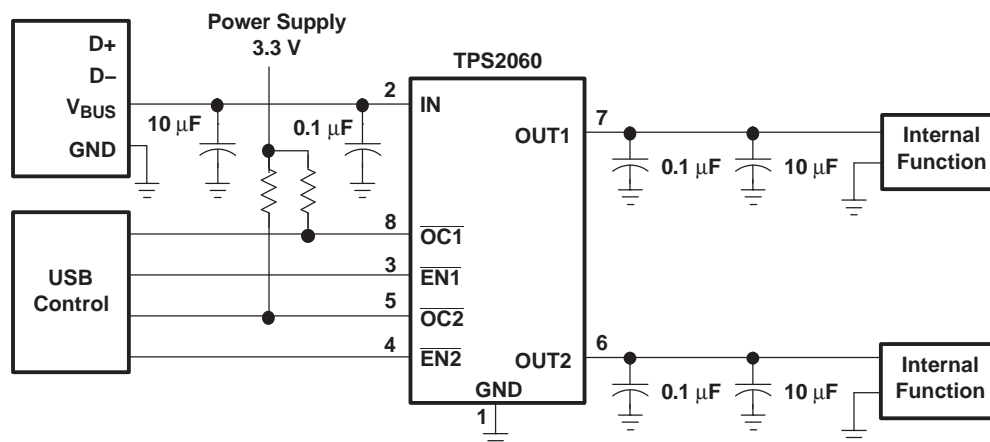 Power Supply
3.3 V
TPS2060
D+
D−
V_BUS
GND
10 μF
0.1 μF
2
IN
8
OC1
3
EN1
5
OC2
4
EN2
USB
Control
OUT1
7
OUT2
6
GND
1
0.1 μF
10 μF
Internal
Function
0.1 μF
10 μF
Internal
Function